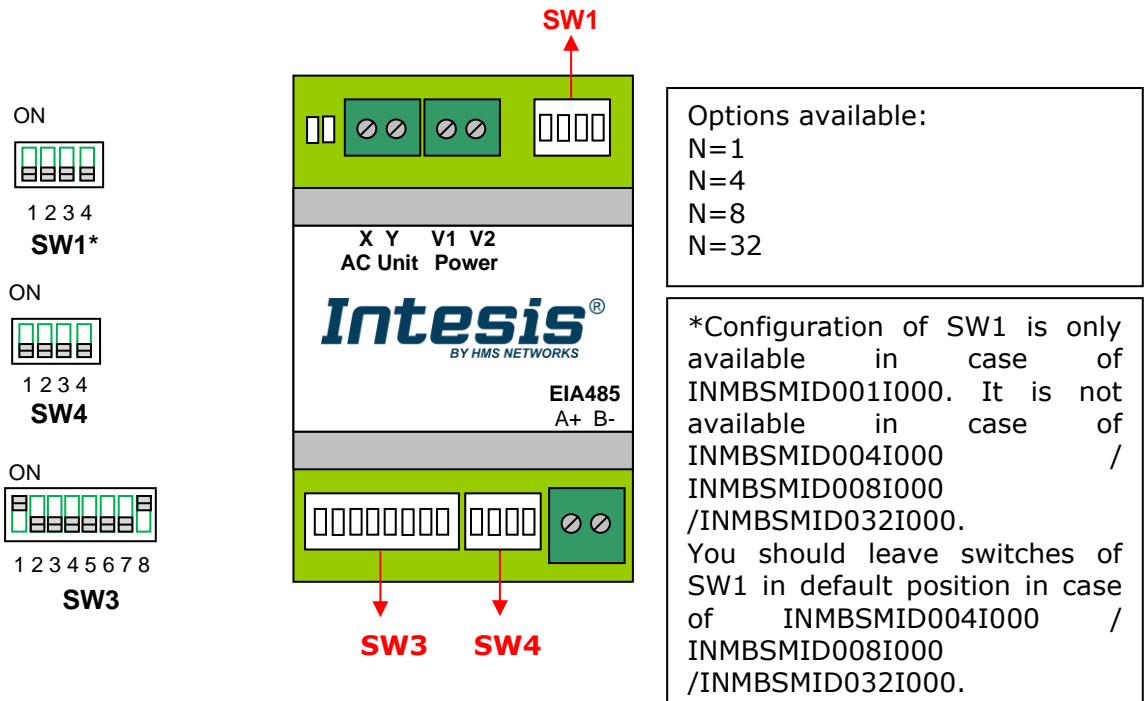 SW1
ON
1 2 3 4
SW1*
ON
1 2 3 4
SW4
ON
1 2 3 4 5 6 7 8
SW3
X Y V1 V2
AC Unit Power
Intesis®
BY HMS NETWORKS
EIA485
A+ B-
SW3 SW4
Options available:
N=1
N=4
N=8
N=32
*Configuration of SW1 is only
available in case of
INMBSMID001I000. It is not
available in case of
INMBSMID004I000 /
INMBSMID008I000
/INMBSMID032I000.
You should leave switches of
SW1 in default position in case
of INMBSMID004I000 /
INMBSMID008I000
/INMBSMID032I000.